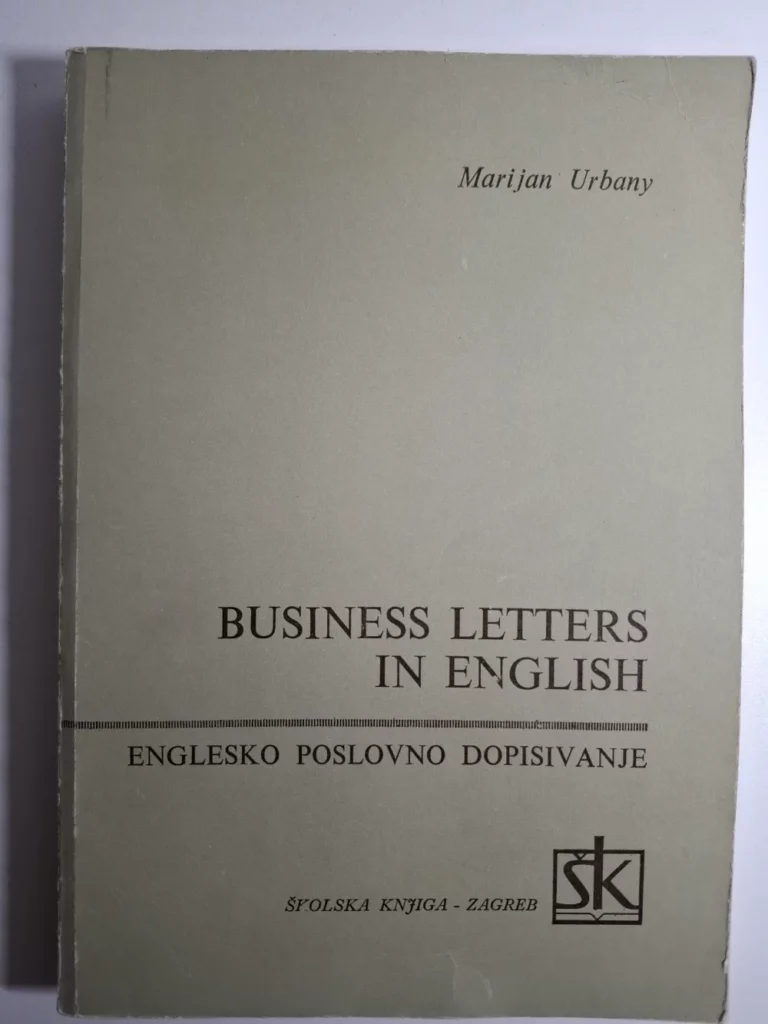 Marijan Urbany
BUSINESS LETTERS
IN ENGLISH
ENGLESKO POSLOVNO DOPISIVANJE
ŠKOLSKA KNJIGA - ZAGREB
ŠK